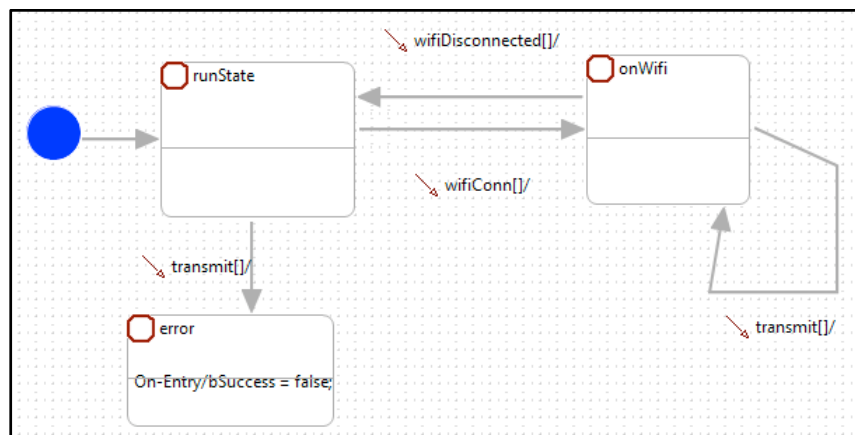 wifiDisconnected[]/
runState
onWifi
wifiConn[]/
transmit[]/
error
transmit[]/
On-Entry/bSuccess = false;